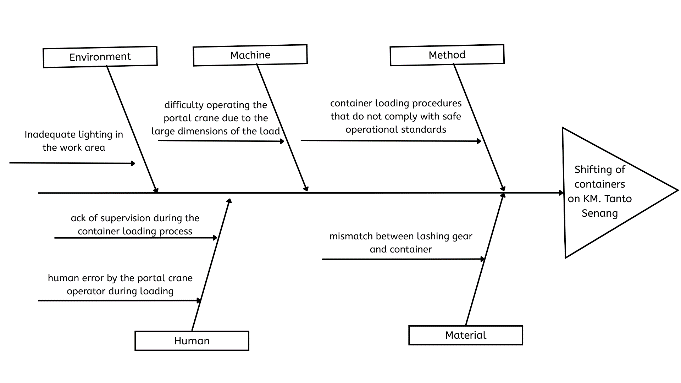 Environment
Machine
Method
Inadequate lighting in
the work area
difficulty operating the
portal crane due to the
large dimensions of the load
container loading procedures
that do not comply with safe
operational standards
Shifting of
containers
on KM. Tanto
Senang
ack of supervision during the
container loading process
human error by the portal crane
operator during loading
mismatch between lashing gear
and container
Human
Material